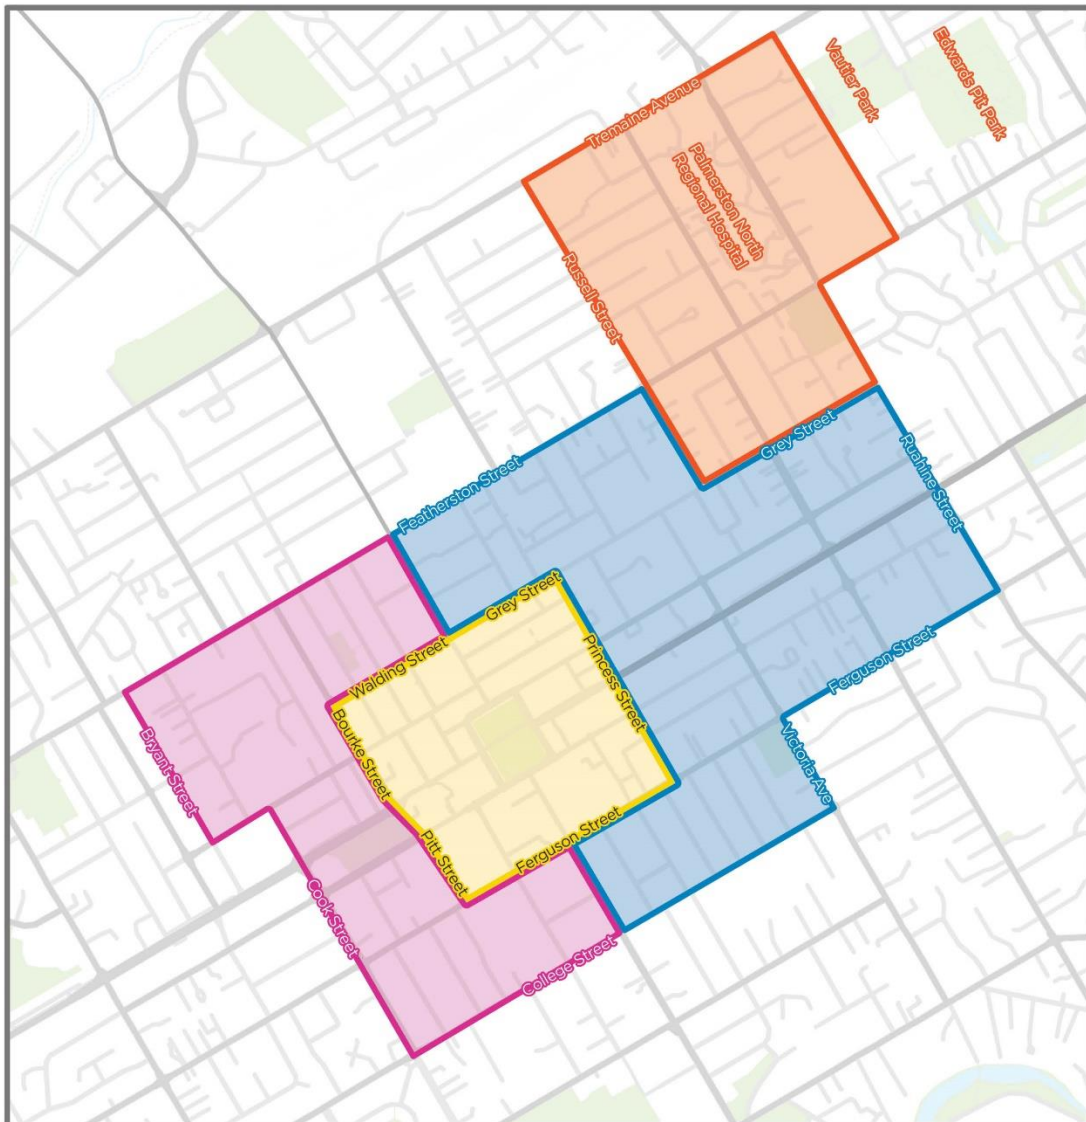 Vautier Park
Edwards Pit Park
Tremaine Avenue
Palmerston North
Regional Hospital
Russell Street
Grey Street
Featherston Street
Ruahine Street
Grey Street
Walding Street
Princess Street
Ferguson Street
Bourke Street
Bryant Street
Victoria Ave
Ferguson Street
Pitt Street
Cook Street
College Street